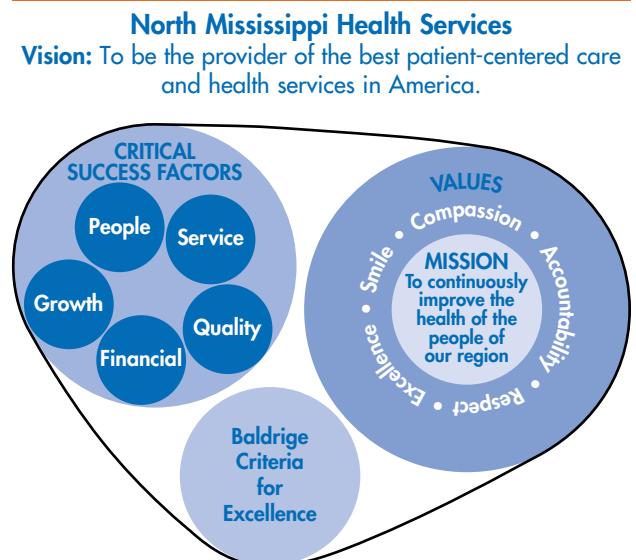 North Mississippi Health Services
Vision: To be the provider of the best patient-centered care
and health services in America.
CRITICAL
SUCCESS FACTORS
People
Service
Growth
Quality
Financial
VALUES
Compassion • Accountability • Respect • Excellence • Smile •
MISSION
To continuously
improve the
health of the
people of
our region
Baldrige
Criteria
for
Excellence